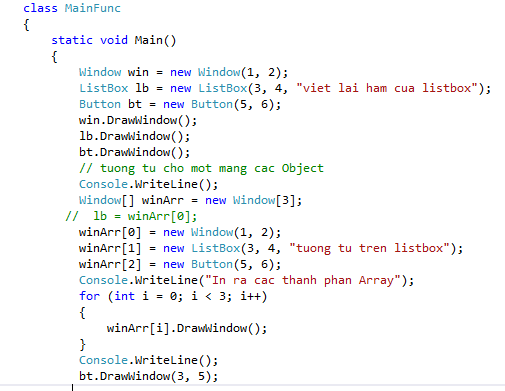 class MainFunc
{
    static void Main()
    {
        Window win = new Window(1, 2);
        ListBox lb = new ListBox(3, 4, "viet lai ham cua listbox");
        Button bt = new Button(5, 6);
        win.DrawWindow();
        lb.DrawWindow();
        bt.DrawWindow();
        // tuong tu cho mot mang cac Object
        Console.WriteLine();
        Window[] winArr = new Window[3];
      //  lb = winArr[0];
        winArr[0] = new Window(1, 2);
        winArr[1] = new ListBox(3, 4, "tuong tu tren listbox");
        winArr[2] = new Button(5, 6);
        Console.WriteLine("In ra cac thanh phan Array");
        for (int i = 0; i < 3; i++)
        {
            winArr[i].DrawWindow();
        }
        Console.WriteLine();
        bt.DrawWindow(3, 5);